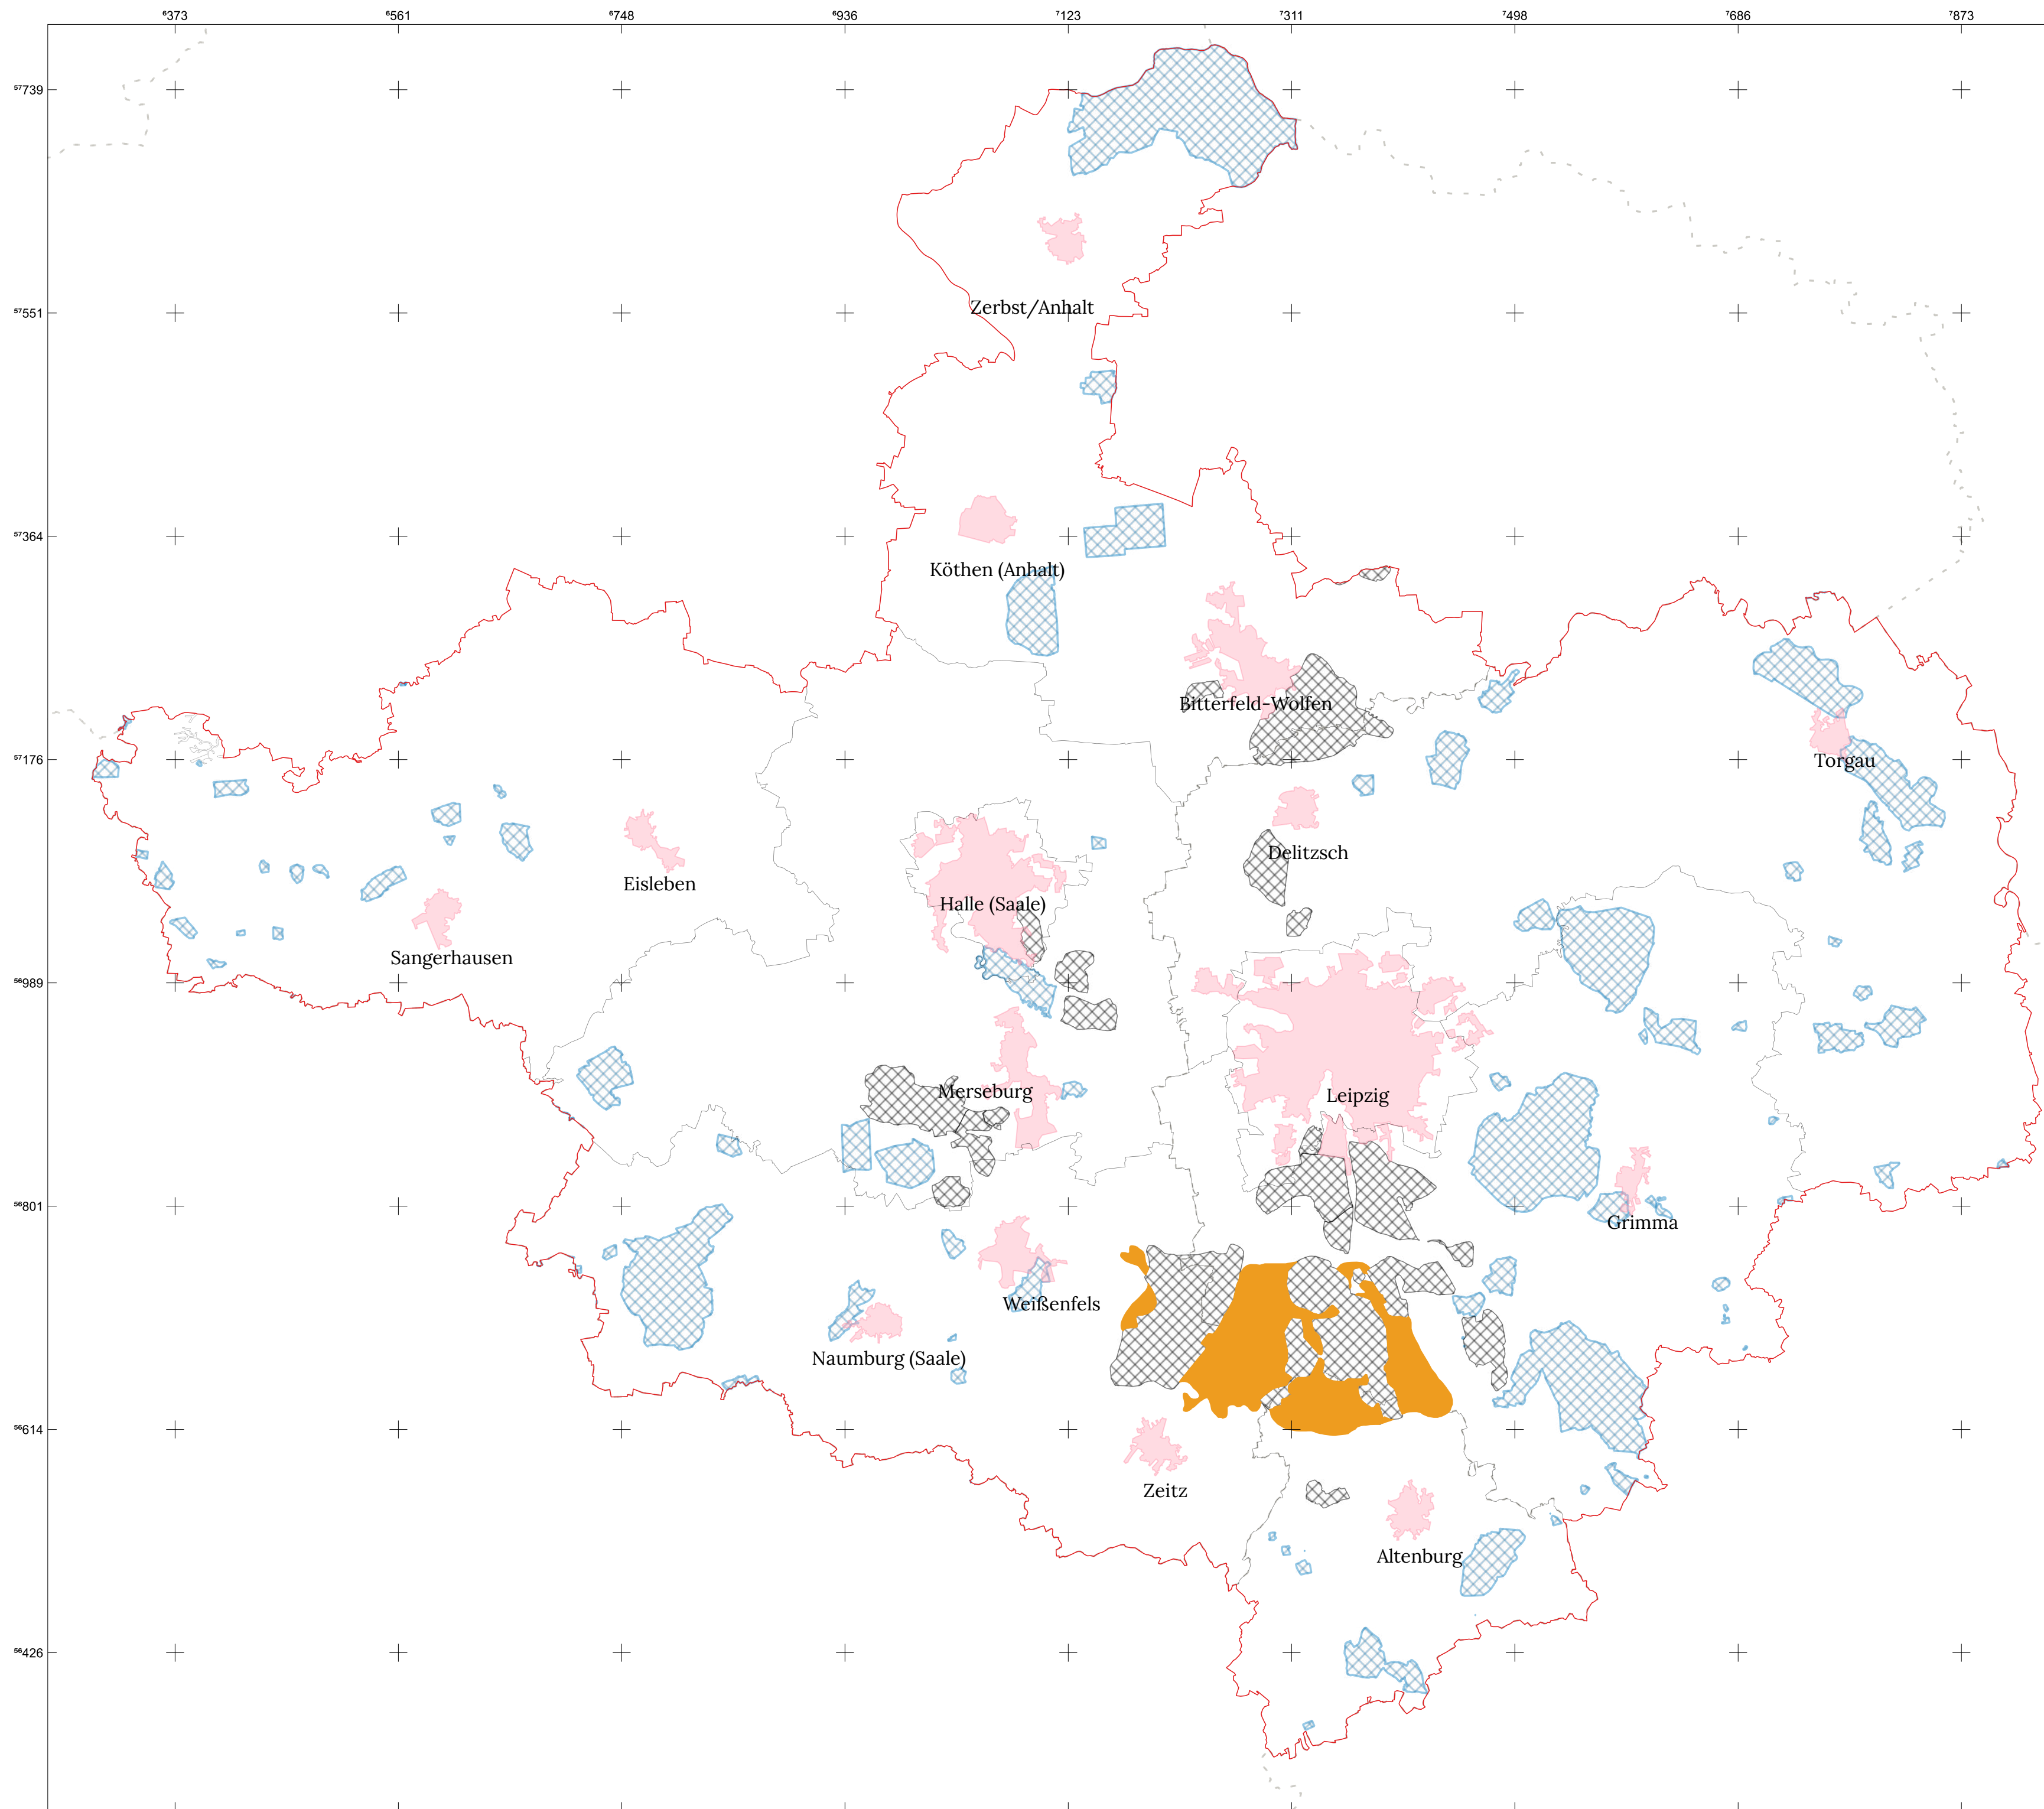 ⁶373 ⁶561 ⁶748 ⁶936 ⁷123 ⁷311 ⁷498 ⁷686 ⁷873
⁵⁷739
Zerbst/Anhalt
⁵⁷551
⁵⁷364
Köthen (Anhalt)
Bitterfeld-Wolfen
⁵⁷176
Torgau
Delitzsch
Eisleben
Halle (Saale)
Sangerhausen
⁵⁶989
Merseburg
Leipzig
⁵⁶801
Grimma
Weißenfels
Naumburg (Saale)
⁵⁶614
Zeitz
Altenburg
⁵⁶426